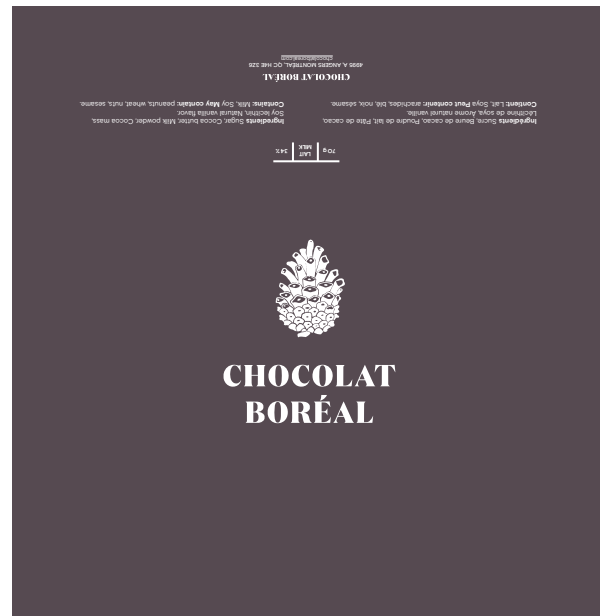 CHOCOLAT
BORÉAL
70 g
LAIT
MILK
34 %
Ingrédients Sucre, Beure de cacao, Poudre de lait, Pâte de cacao,
Lécitine de soya, Arome naturel vanille.
Contient: Lait, Soya Peut contenir: arachides, blé, noix, sésame.
Ingredients Sugar, Cocoa butter, Milk powder, Cocoa mass,
Soy lecithin, Natural vanilla flavor.
Contains: Milk, Soy May contain: peanuts, wheat, nuts, sesame.
CHOCOLAT BORÉAL
4995 A, ANGERS MONTRÉAL, QC H4E 3Z6